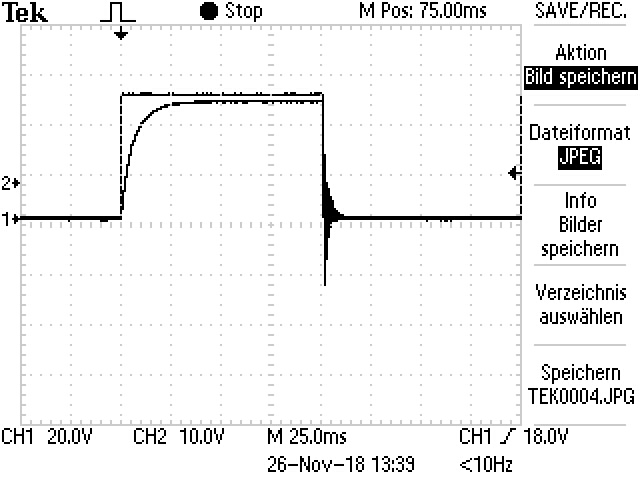 Tek
Stop
M Pos: 75.00ms
SAVE/REC.
Aktion
Bild speichern
Dateiformat
JPEG
Info
Bilder
speichern
Verzeichnis
auswählen
Speichern
TEK0004.JPG
2
1
CH1 20.0V
CH2 10.0V
M 25.0ms
CH1
18.0V
26-Nov-18 13:39
<10Hz